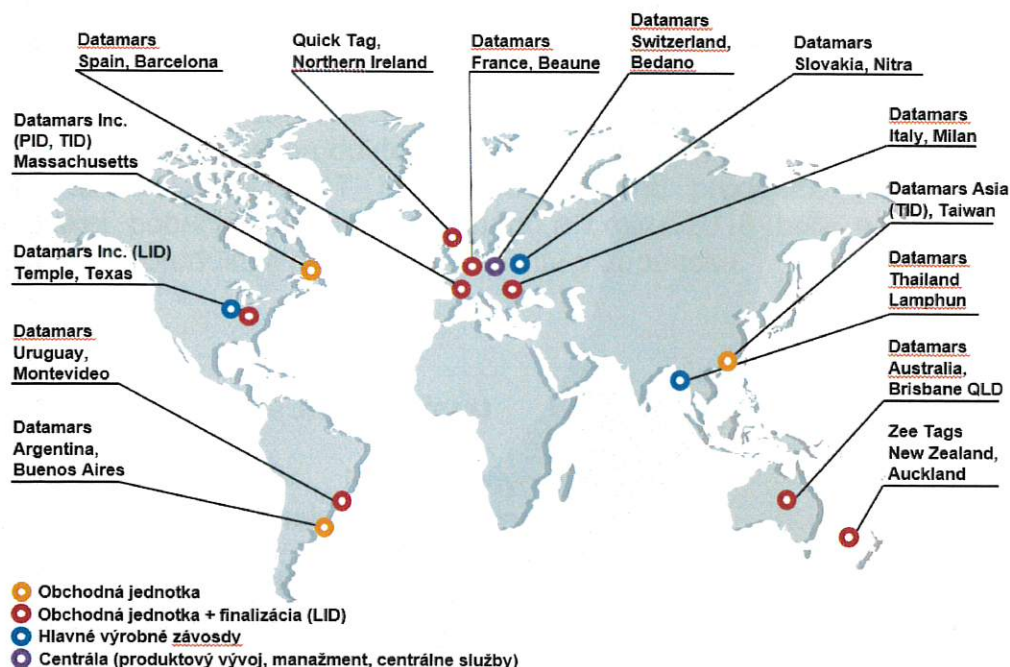 Datamars
Spain, Barcelona
Quick Tag,
Northern Ireland
Datamars
France, Beaune
Datamars
Switzerland,
Bedano
Datamars
Slovakia, Nitra
Datamars Inc.
(PID, TID)
Massachusetts
Datamars
Italy, Milan
Datamars Asia
(TID), Taiwan
Datamars Inc. (LID)
Temple, Texas
Datamars
Thailand
Lamphun
Datamars
Uruguay,
Montevideo
Datamars
Australia,
Brisbane QLD
Datamars
Argentina,
Buenos Aires
Zee Tags
New Zealand,
Auckland
Obchodná jednotka
Obchodná jednotka + finalizácia (LID)
Hlavné výrobné závosdy
Centrála (produktový vývoj, manažment, centrálne služby)